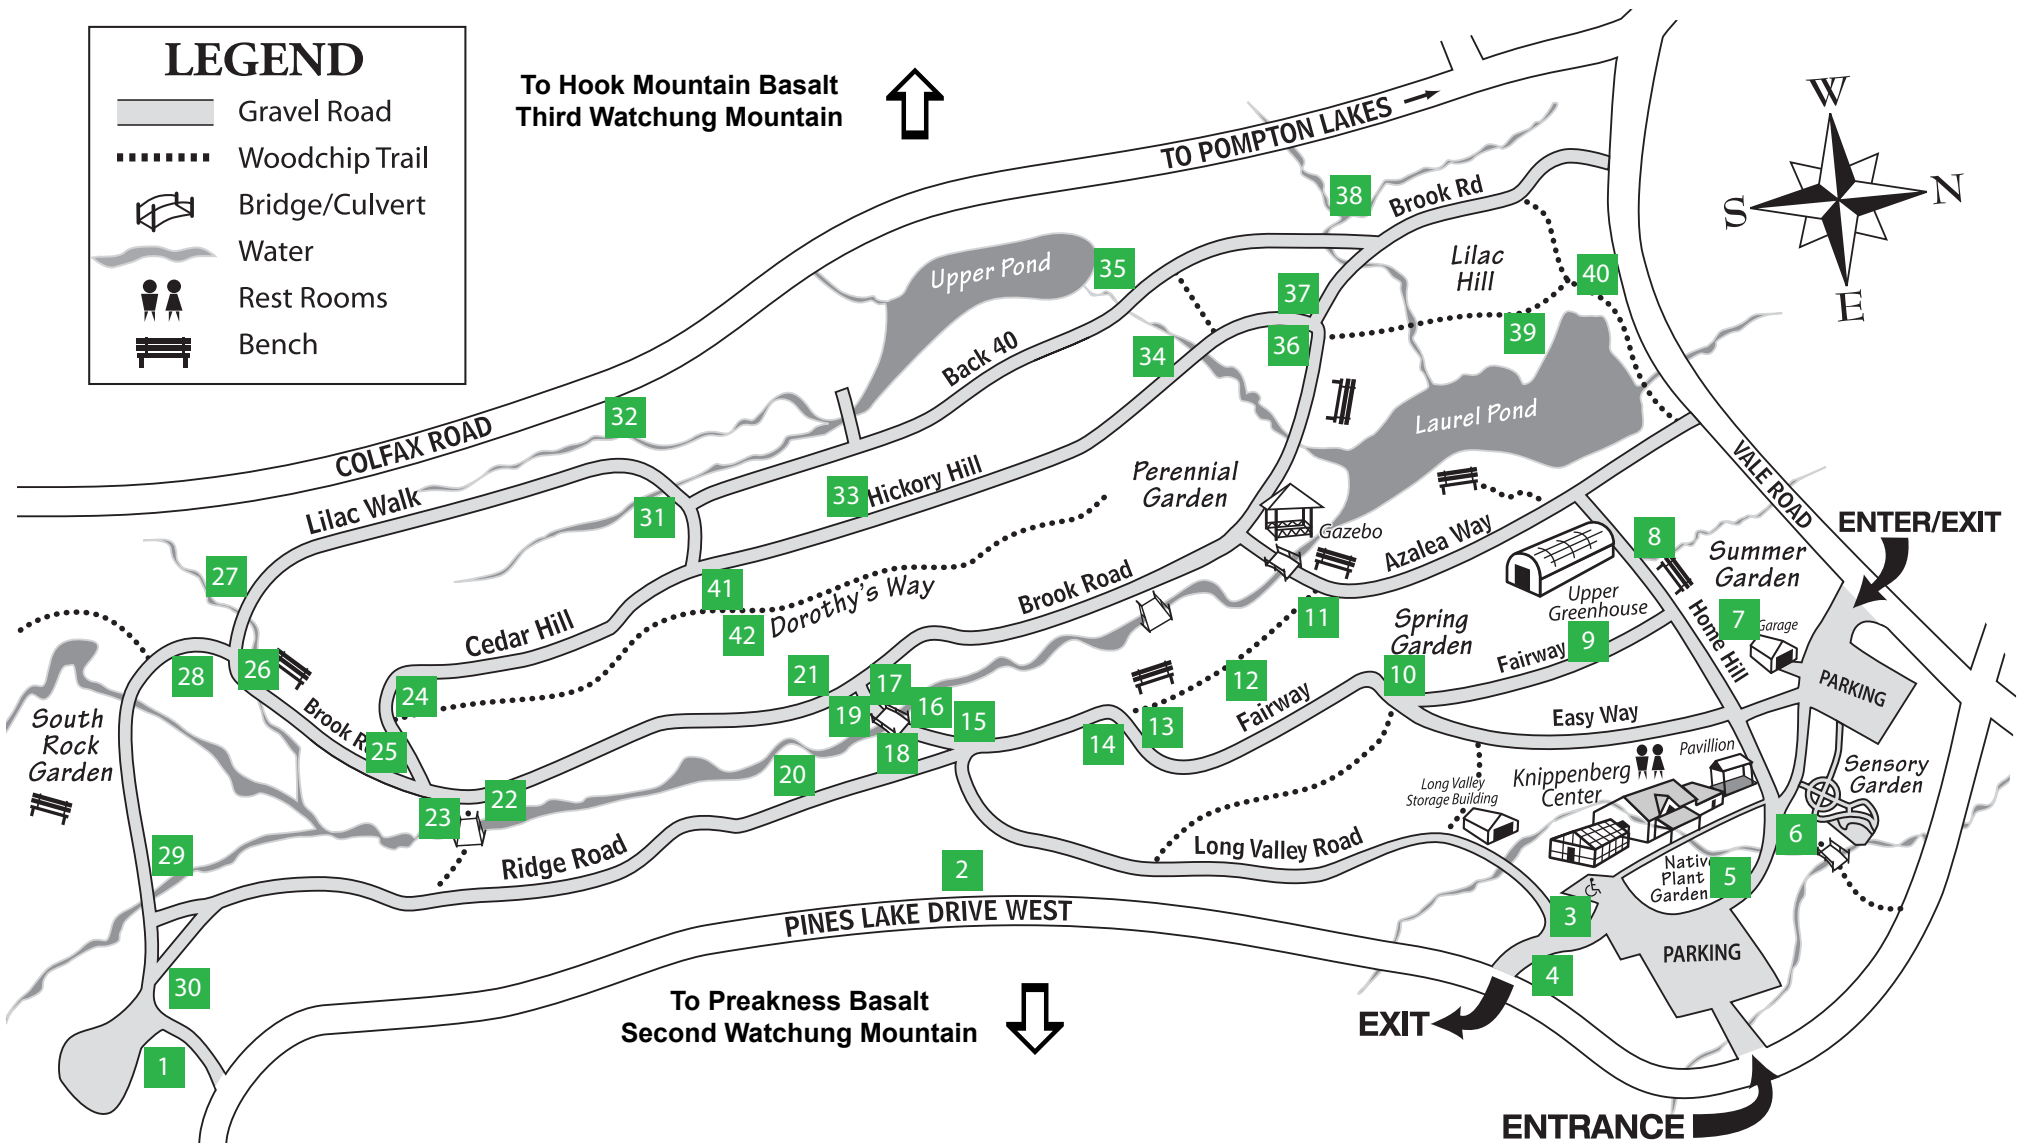 LEGEND
Gravel Road
Woodchip Trail
Bridge/Culvert
Water
Rest Rooms
Bench
To Hook Mountain Basalt
Third Watchung Mountain
TO POMPTON LAKES
W
N
S
E
38
Brook Rd
Lilac
Hill
40
Upper Pond
35
37
39
36
34
Back 40
32
COLFAX ROAD
Laurel Pond
Lilac Walk
31
33
Hickory Hill
Perennial
Garden
VALE ROAD
ENTER/EXIT
Gazebo
Azalea Way
8
Summer
Garden
27
41
42
Dorothy's Way
Brook Road
11
Upper
Greenhouse
Spring
Garden
Home Hill
7
Garage
Cedar Hill
9
Fairway
28
26
24
21
17
16
19
15
18
12
10
Fairway
13
14
PARKING
Easy Way
South
Rock
Garden
Brook R
25
20
22
23
Pavillion
Knippenberg
Center
Long Valley
Storage Building
Sensory
Garden
6
29
Ridge Road
2
Long Valley Road
Native
Plant
Garden
5
3
PINES LAKE DRIVE WEST
PARKING
4
30
1
To Preakness Basalt
Second Watchung Mountain
EXIT
ENTRANCE